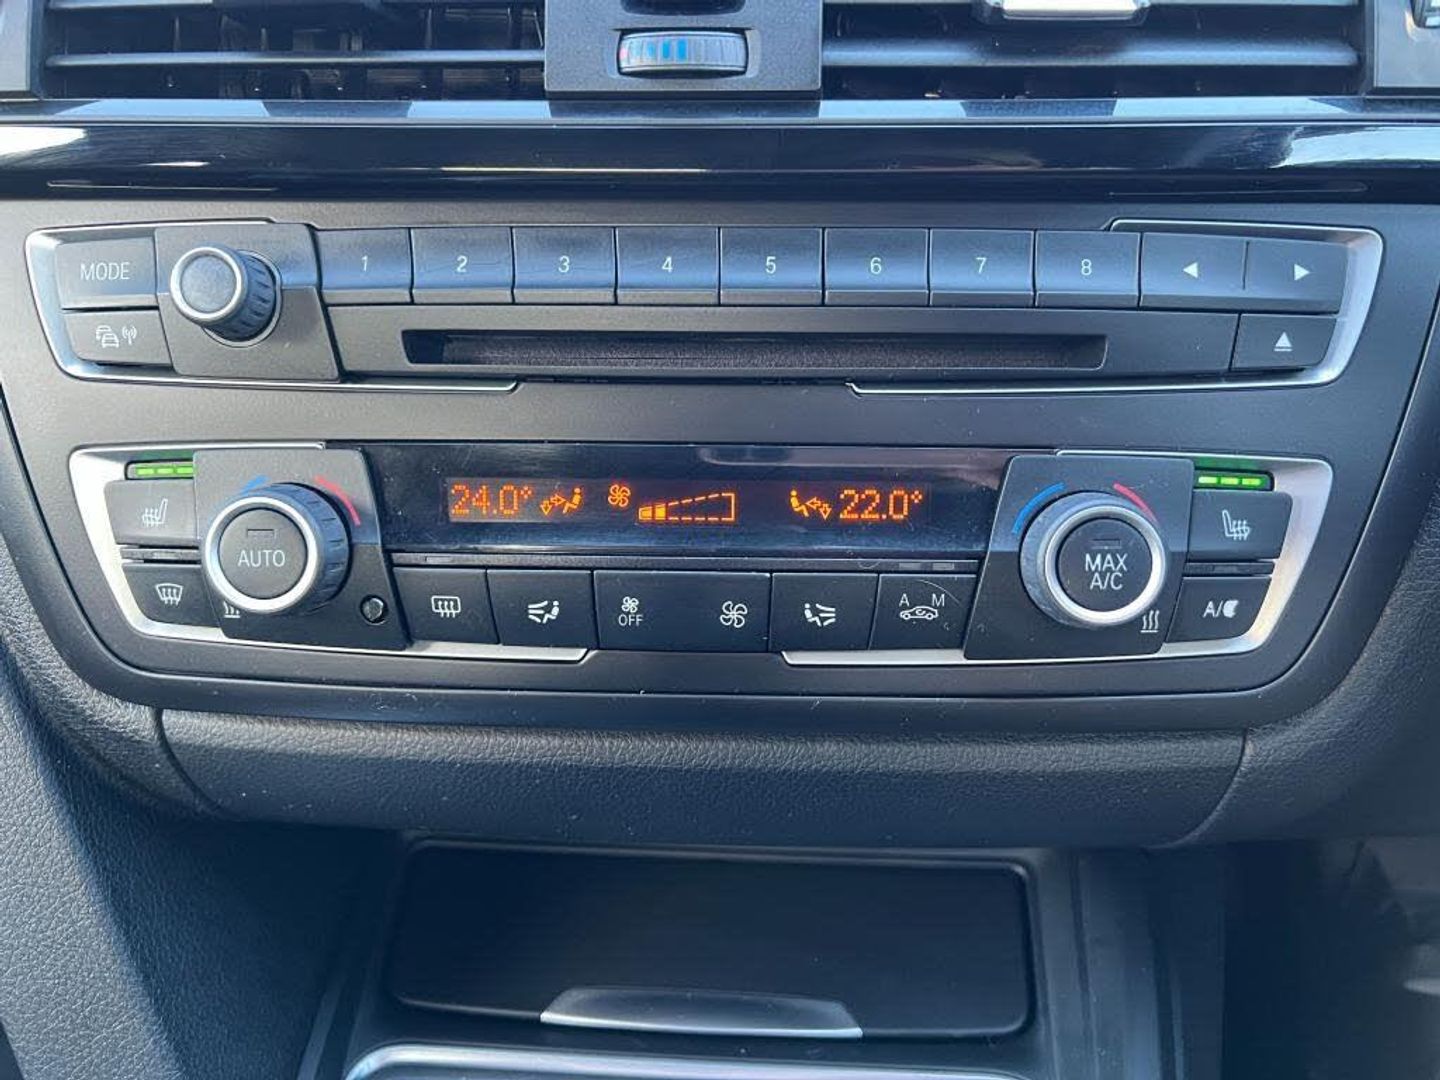 MODE 1 2 3 4 5 6 7 8
24.0° 22.0°
AUTO MAX
A/C
OFF A M A/C